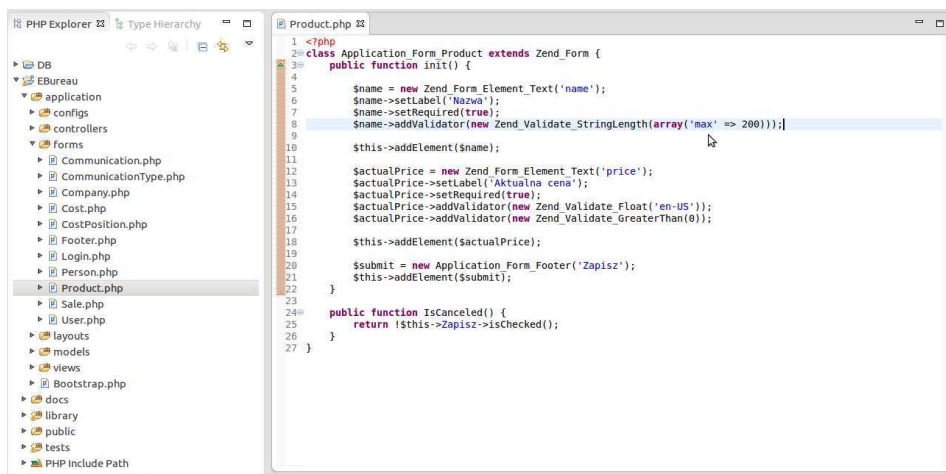 PHP Explorer
Type Hierarchy
DB
EBureau
application
configs
controllers
forms
Communication.php
CommunicationType.php
Company.php
Cost.php
CostPosition.php
Footer.php
Login.php
Person.php
Product.php
Sale.php
User.php
layouts
models
views
Bootstrap.php
docs
library
public
tests
PHP Include Path
Product.php
1 <?php
2 class Application_Form_Product extends Zend_Form {
3 public function init() {
4
5 $name = new Zend_Form_Element_Text('name');
6 $name->setLabel('Nazwa');
7 $name->setRequired(true);
8 $name->addValidator(new Zend_Validate_StringLength(array('max' => 200)));
9
10 $this->addElement($name);
11
12 $actualPrice = new Zend_Form_Element_Text('price');
13 $actualPrice->setLabel('Aktualna cena');
14 $actualPrice->setRequired(true);
15 $actualPrice->addValidator(new Zend_Validate_Float('en-US'));
16 $actualPrice->addValidator(new Zend_Validate_GreaterThan(0));
17
18 $this->addElement($actualPrice);
19
20 $submit = new Application_Form_Footer('Zapisz');
21 $this->addElement($submit);
22 }
23
24 public function IsCanceled() {
25 return !$this->Zapisz->isChecked();
26 }
27 }